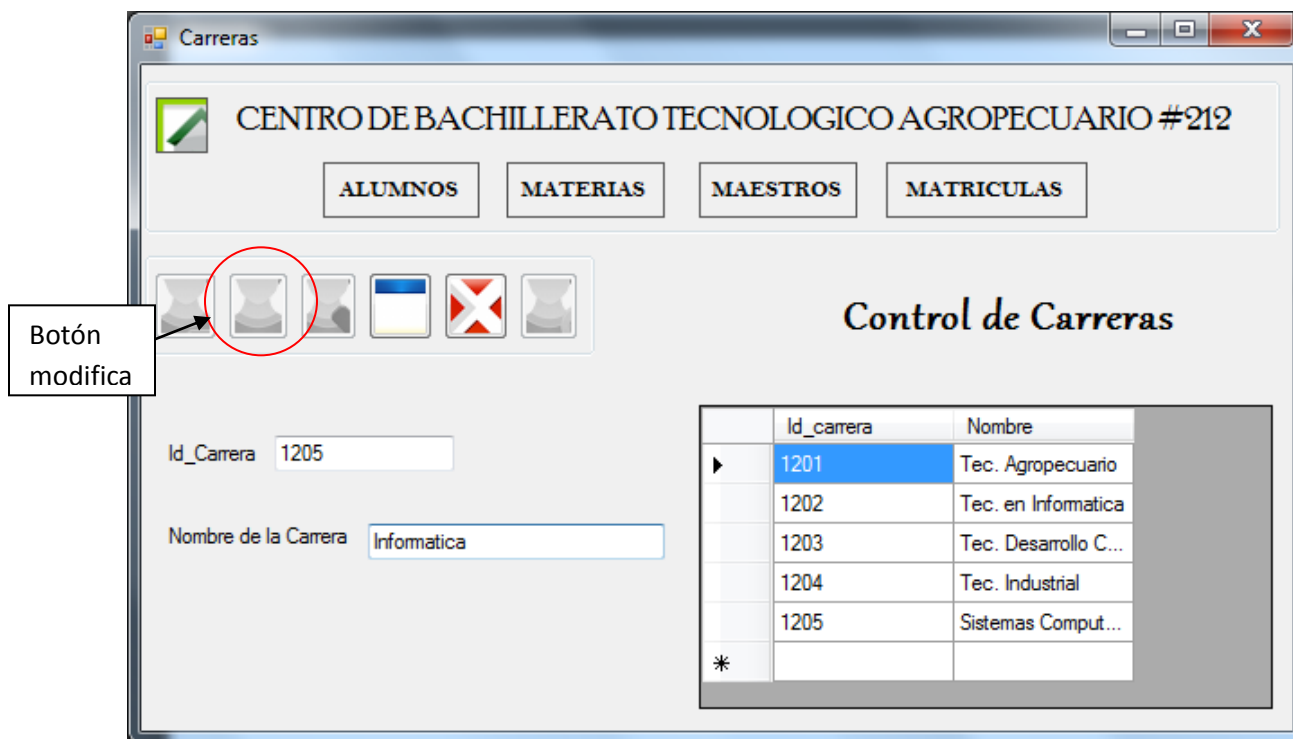 Carreras
CENTRO DE BACHILLERATO TECNOLOGICO AGROPECUARIO #212
ALUMNOS MATERIAS MAESTROS MATRICULAS
Botón
modifica
Control de Carreras
Id_Carrera 1205
Nombre de la Carrera Informatica
Id_carrera Nombre
1201 Tec. Agropecuario
1202 Tec. en Informatica
1203 Tec. Desarrollo C...
1204 Tec. Industrial
1205 Sistemas Comput...